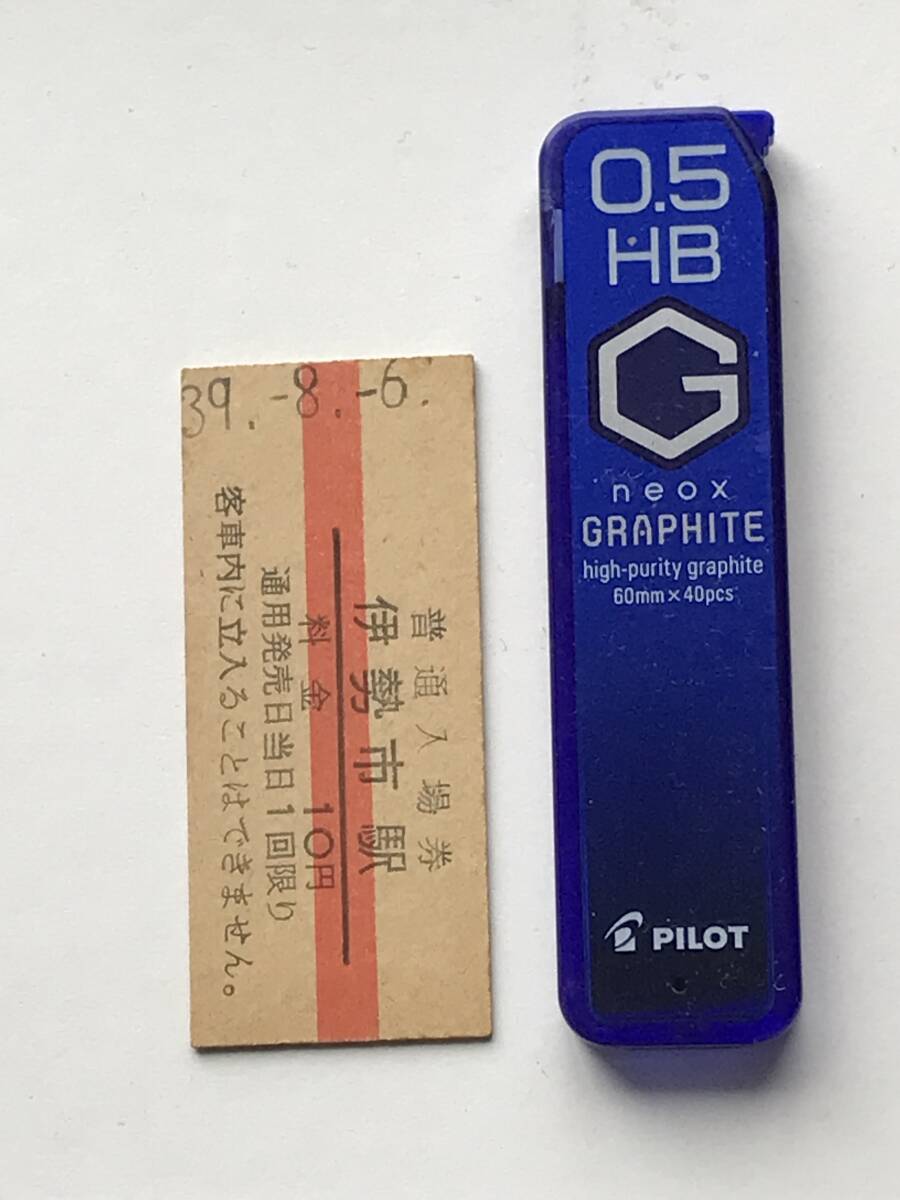 39.-8.-6.
普通入場券
伊勢市駅
料金 10円
通用発売日当日1回限り
客車内に立入ることはできません。
0.5
HB
G
neox
GRAPHITE
high-purity graphite
60mm×40pcs
PILOT